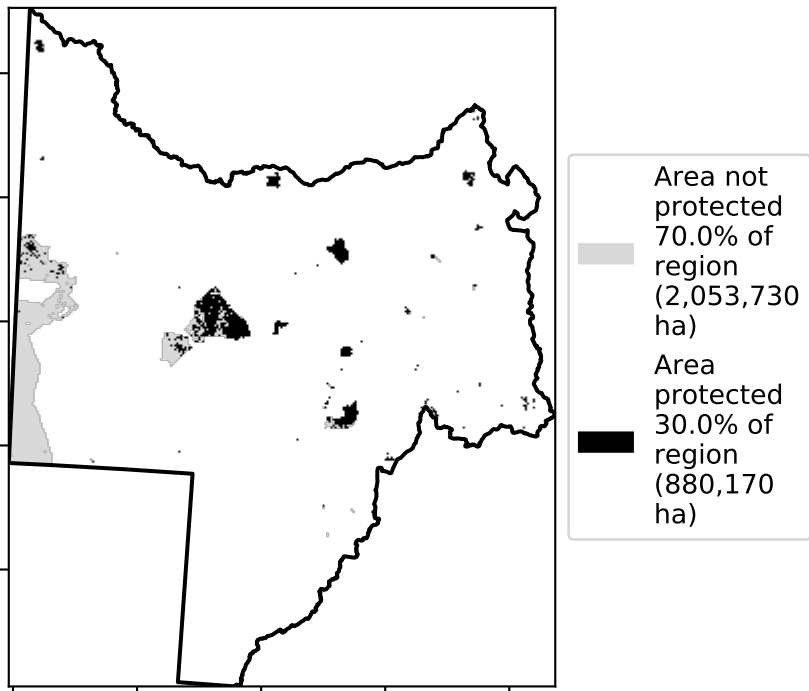 Area not
protected
70.0% of
region
(2,053,730
ha)
Area
protected
30.0% of
region
(880,170
ha)